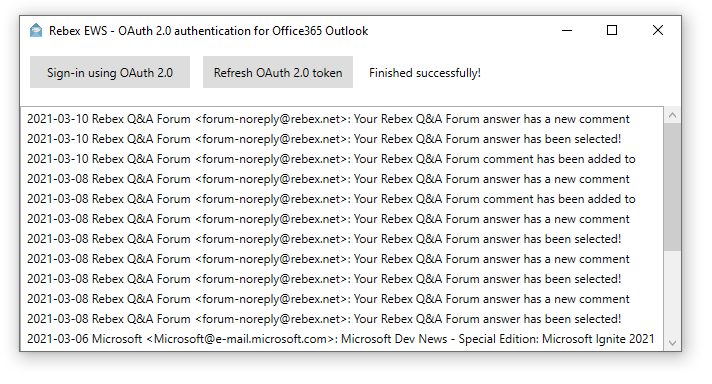 Rebex EWS - OAuth 2.0 authentication for Office365 Outlook
Sign-in using OAuth 2.0 Refresh OAuth 2.0 token Finished successfully!
2021-03-10 Rebex Q&A Forum <forum-noreply@rebex.net>: Your Rebex Q&A Forum answer has a new comment
2021-03-10 Rebex Q&A Forum <forum-noreply@rebex.net>: Your Rebex Q&A Forum answer has been selected!
2021-03-10 Rebex Q&A Forum <forum-noreply@rebex.net>: Your Rebex Q&A Forum comment has been added to
2021-03-08 Rebex Q&A Forum <forum-noreply@rebex.net>: Your Rebex Q&A Forum answer has a new comment
2021-03-08 Rebex Q&A Forum <forum-noreply@rebex.net>: Your Rebex Q&A Forum comment has been added to
2021-03-08 Rebex Q&A Forum <forum-noreply@rebex.net>: Your Rebex Q&A Forum answer has a new comment
2021-03-08 Rebex Q&A Forum <forum-noreply@rebex.net>: Your Rebex Q&A Forum answer has been selected!
2021-03-08 Rebex Q&A Forum <forum-noreply@rebex.net>: Your Rebex Q&A Forum answer has a new comment
2021-03-08 Rebex Q&A Forum <forum-noreply@rebex.net>: Your Rebex Q&A Forum answer has been selected!
2021-03-08 Rebex Q&A Forum <forum-noreply@rebex.net>: Your Rebex Q&A Forum answer has a new comment
2021-03-08 Rebex Q&A Forum <forum-noreply@rebex.net>: Your Rebex Q&A Forum answer has been selected!
2021-03-06 Microsoft <Microsoft@e-mail.microsoft.com>: Microsoft Dev News - Special Edition: Microsoft Ignite 2021